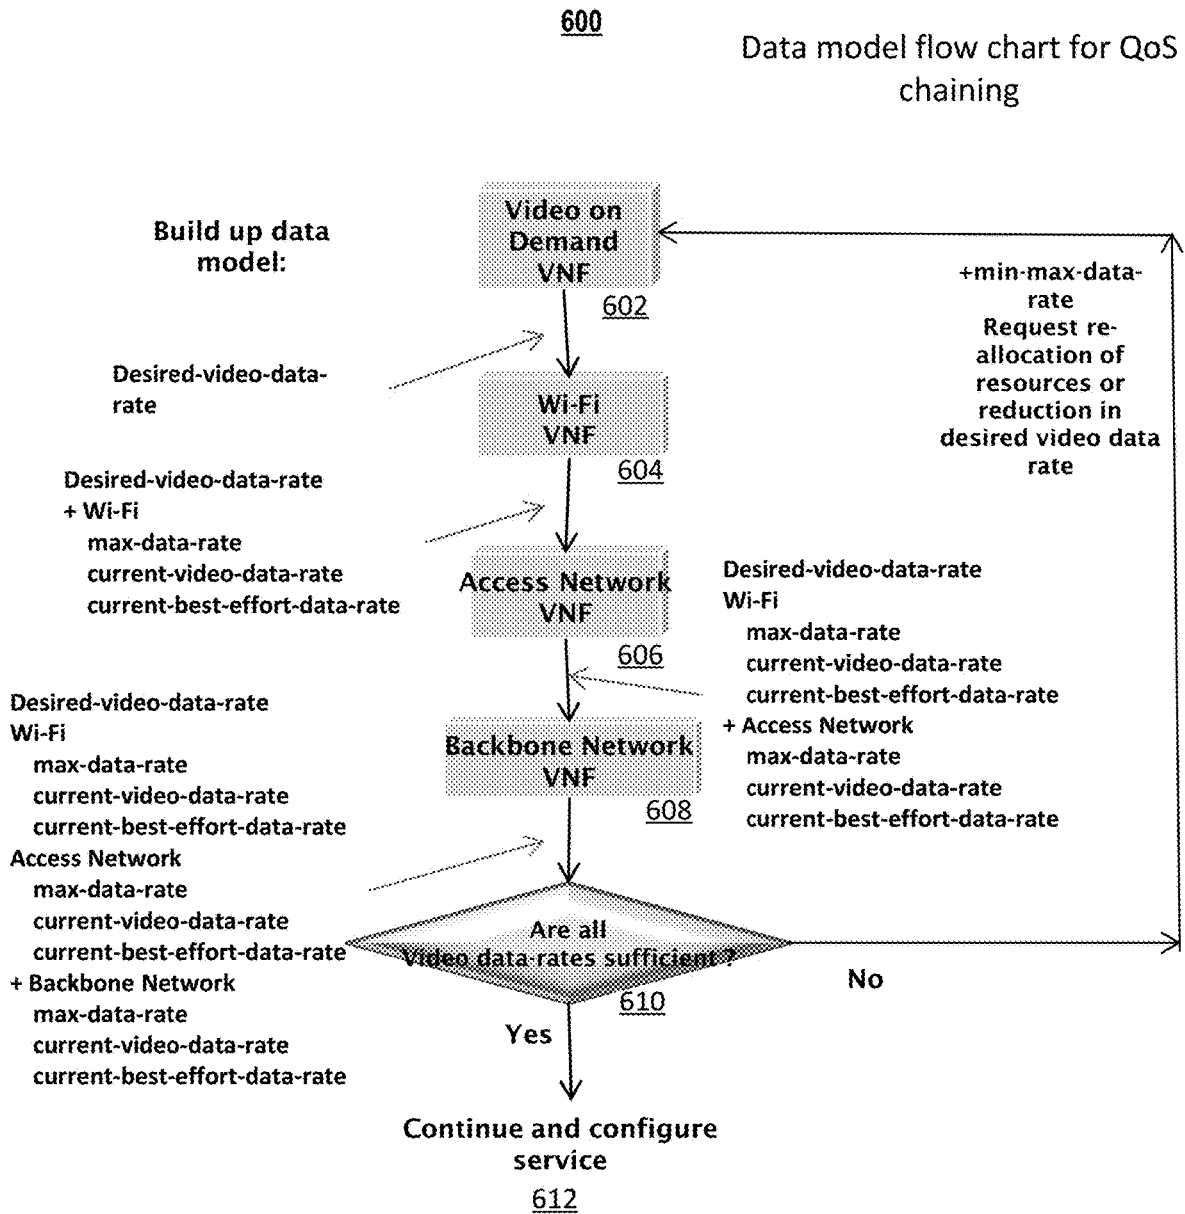 600
Data model flow chart for QoS
chaining
Build up data
model:
Video on
Demand
VNF
602
+min-max-data-
rate
Request re-
allocation of
resources or
reduction in
desired video data
rate
Desired-video-data-
rate
Wi-Fi
VNF
604
Desired-video-data-rate
+ Wi-Fi
max-data-rate
current-video-data-rate
current-best-effort-data-rate
Access Network
VNF
606
Desired-video-data-rate
Wi-Fi
max-data-rate
current-video-data-rate
current-best-effort-data-rate
+ Access Network
max-data-rate
current-video-data-rate
current-best-effort-data-rate
Backbone Network
VNF
608
Desired-video-data-rate
Wi-Fi
max-data-rate
current-video-data-rate
current-best-effort-data-rate
Access Network
max-data-rate
current-video-data-rate
current-best-effort-data-rate
+ Backbone Network
max-data-rate
current-video-data-rate
current-best-effort-data-rate
Are all
Video data-rates sufficient ?
610
No
Yes
Continue and configure
service
612